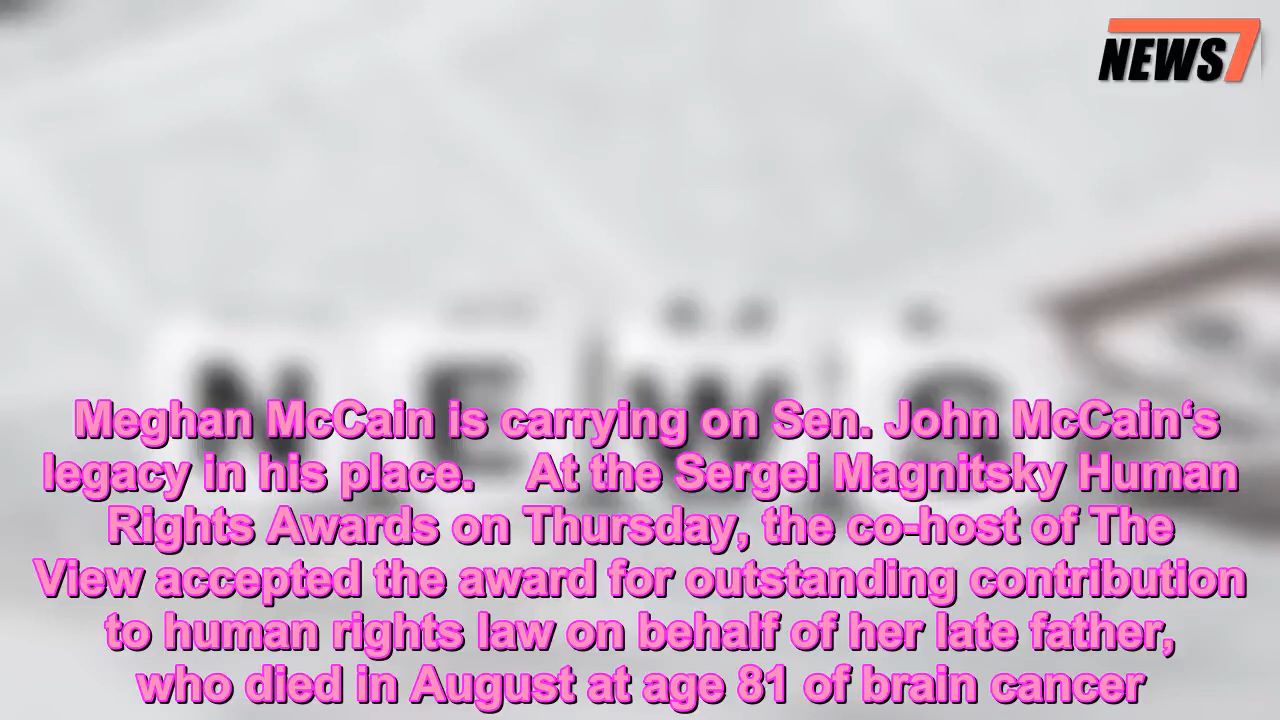 NEWS7
NEWS
Meghan McCain is carrying on Sen. John McCain‘s
legacy in his place.    At the Sergei Magnitsky Human
Rights Awards on Thursday, the co-host of The
View accepted the award for outstanding contribution
to human rights law on behalf of her late father,
who died in August at age 81 of brain cancer